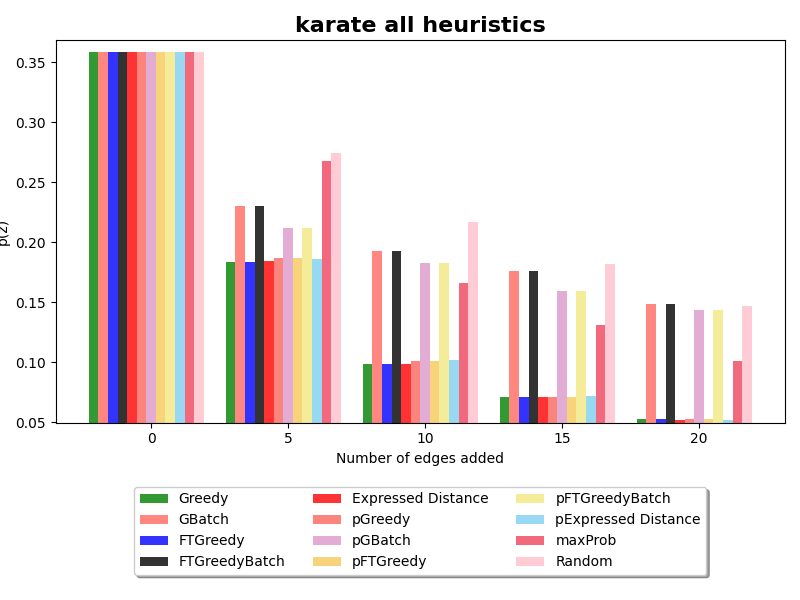 karate all heuristics
0.35
0.30
0.25
0.20
0.15
0.10
0.05
p(z)
0 5 10 15 20
Number of edges added
Greedy
GBatch
FTGreedy
FTGreedyBatch
Expressed Distance
pGreedy
pGBatch
pFTGreedy
pFTGreedyBatch
pExpressed Distance
maxProb
Random